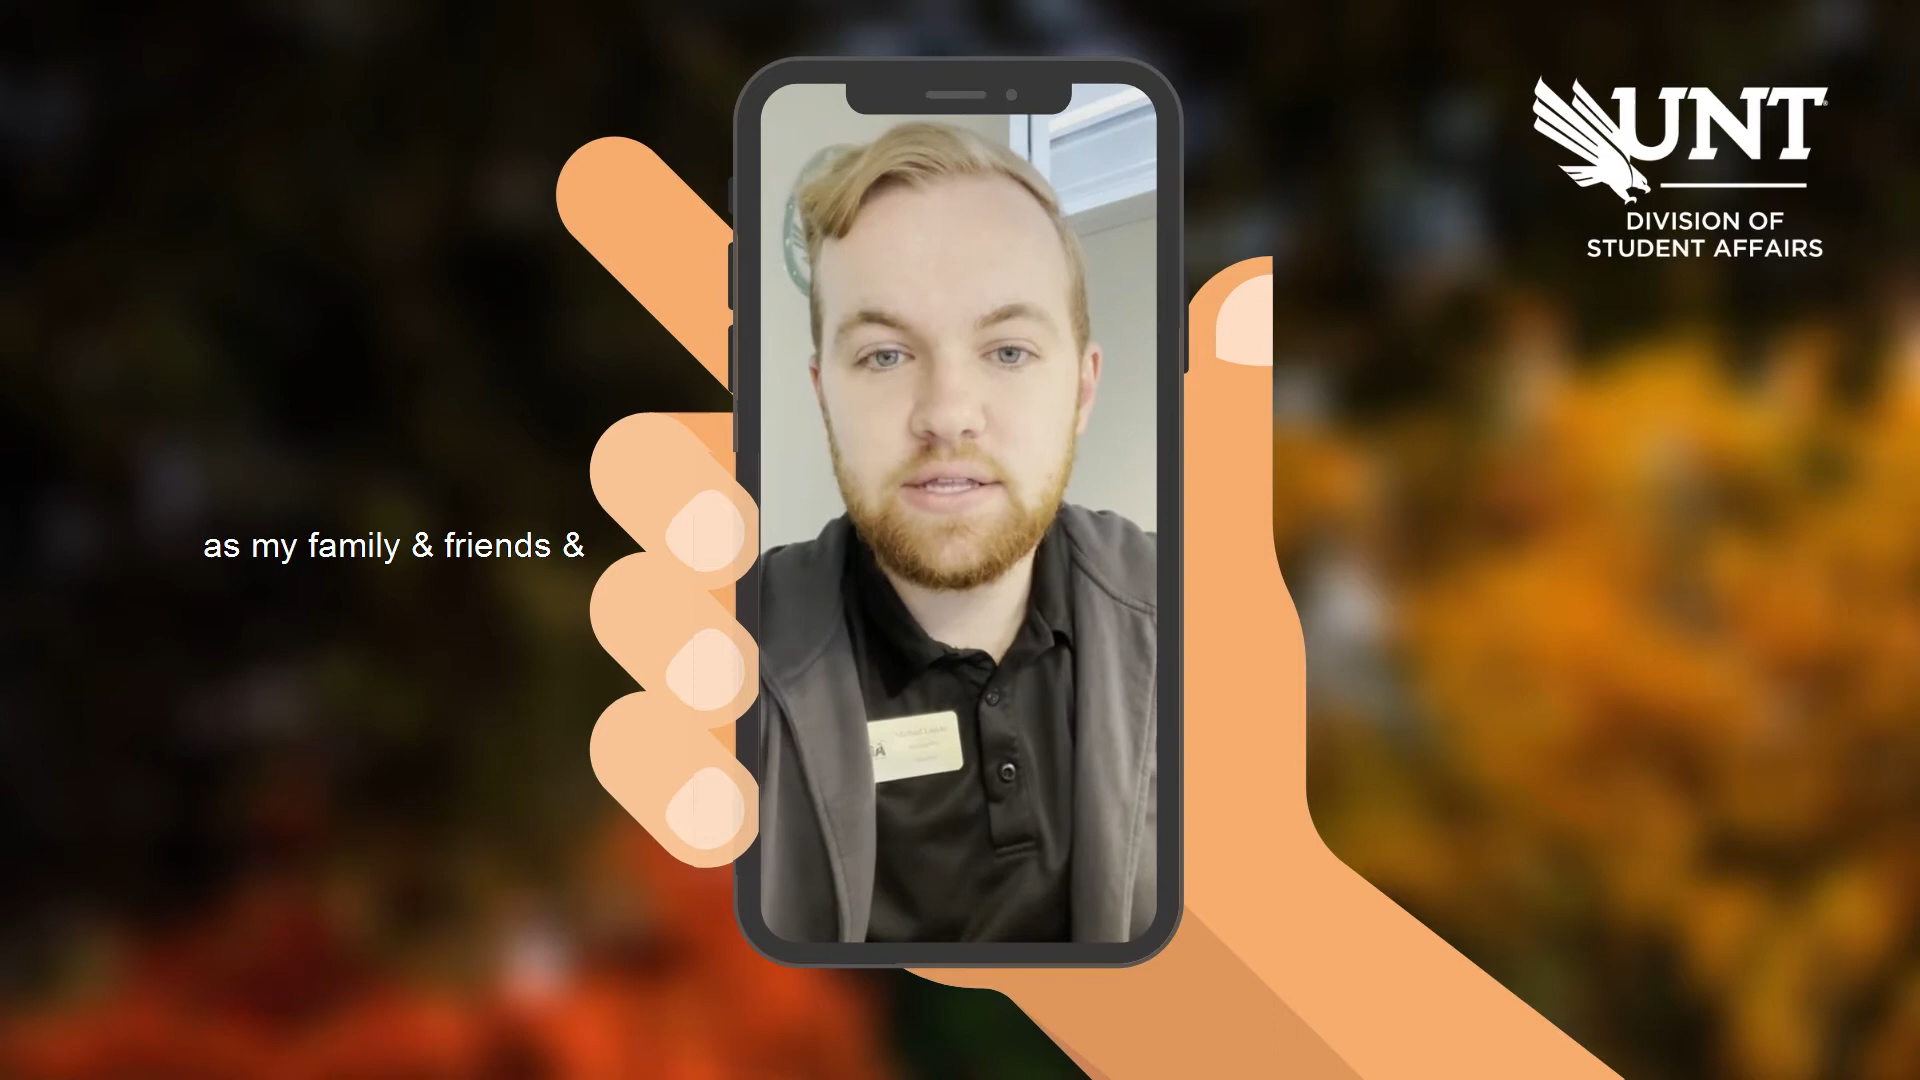 UNT
DIVISION OF
STUDENT AFFAIRS
as my family & friends &